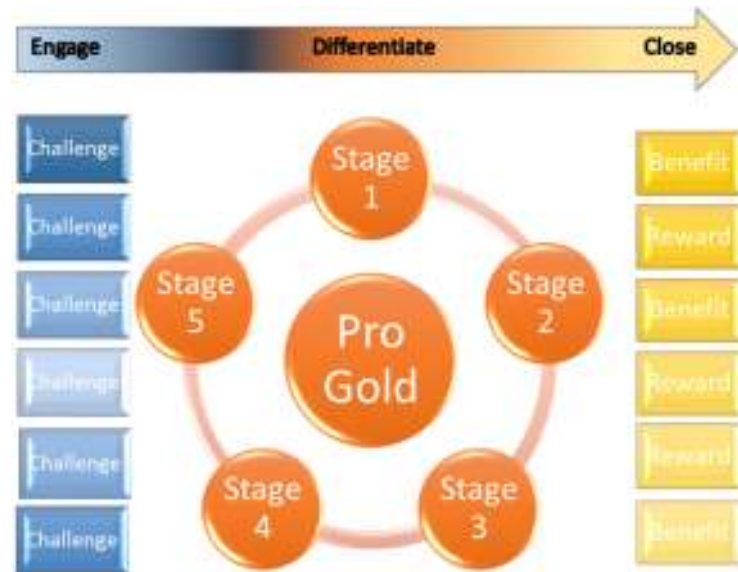 Engage Differentiate Close
Challenge
Challenge
Challenge
Challenge
Challenge
Challenge
Stage
1
Stage
2
Stage
3
Stage
4
Stage
5
Pro
Gold
Benefit
Reward
Benefit
Reward
Reward
Benefit